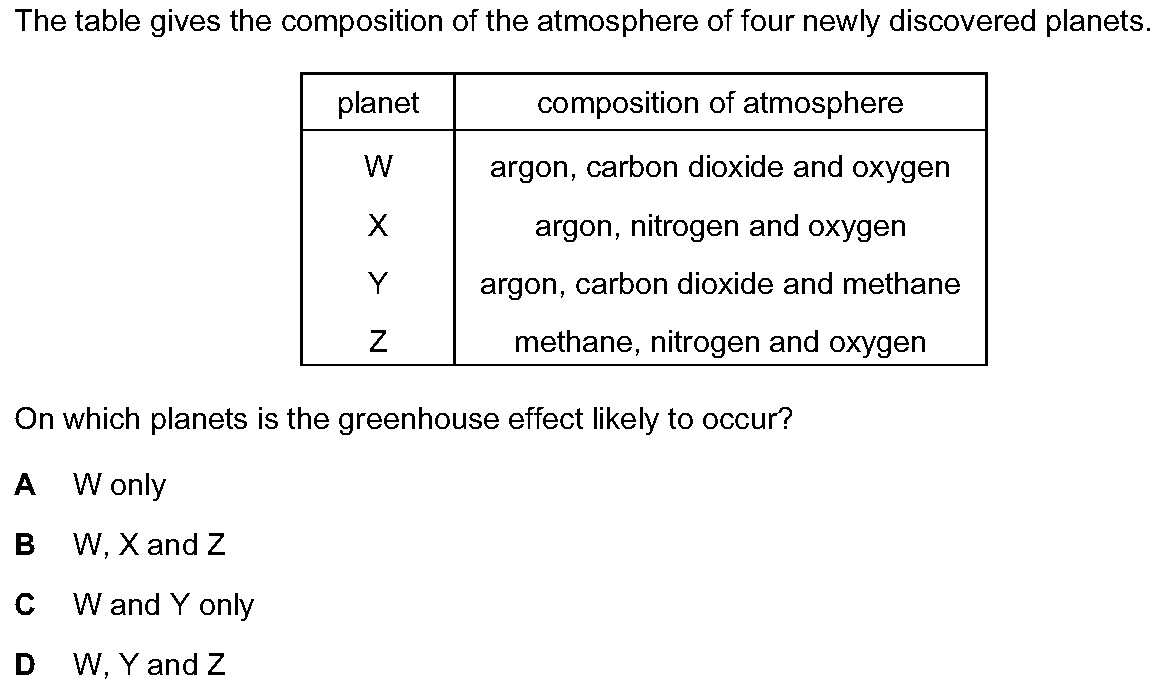 The table gives the composition of the atmosphere of four newly discovered planets.
planet composition of atmosphere
W argon, carbon dioxide and oxygen
X argon, nitrogen and oxygen
Y argon, carbon dioxide and methane
Z methane, nitrogen and oxygen
On which planets is the greenhouse effect likely to occur?
A W only
B W, X and Z
C W and Y only
D W, Y and Z